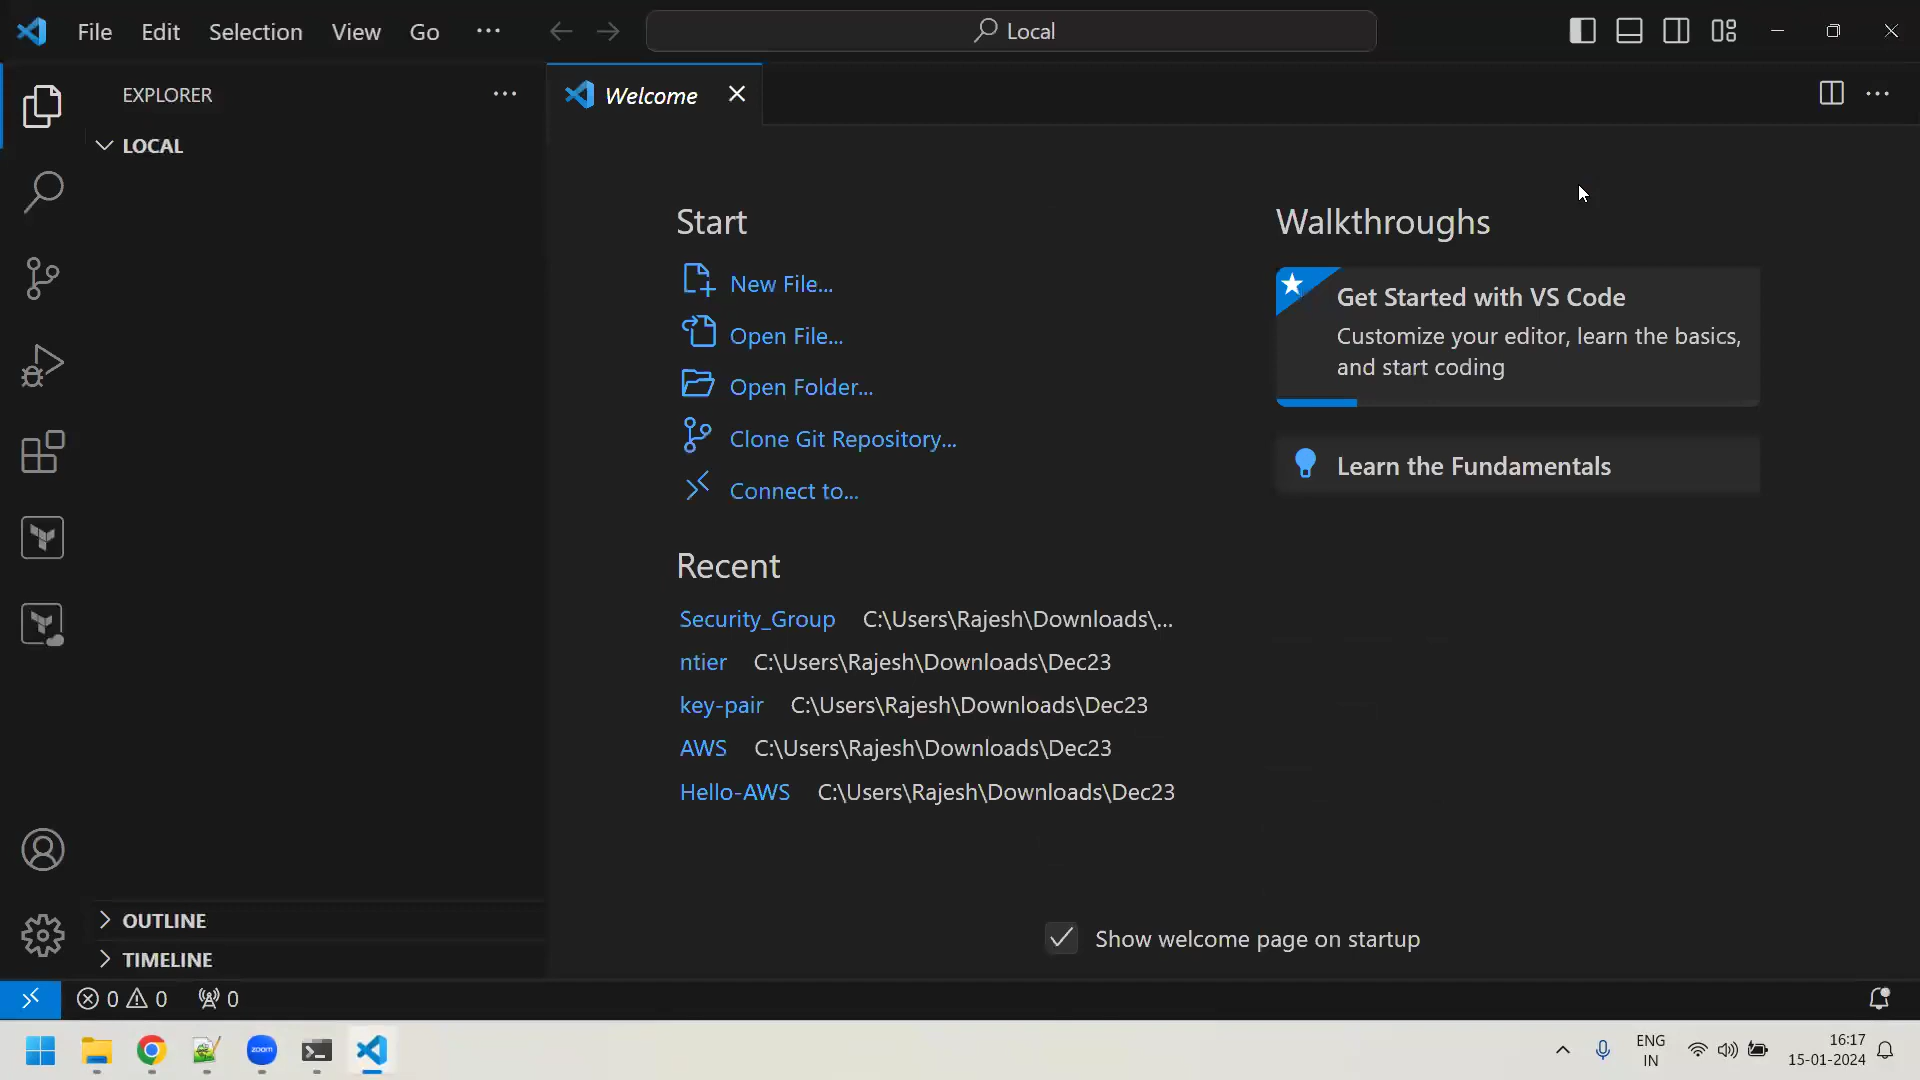 File Edit Selection View Go ···
Local
EXPLORER ···
LOCAL
Welcome
Start
New File...
Open File...
Open Folder...
Clone Git Repository...
Connect to...
Recent
Security_Group C:\Users\Rajesh\Downloads\...
ntier C:\Users\Rajesh\Downloads\Dec23
key-pair C:\Users\Rajesh\Downloads\Dec23
AWS C:\Users\Rajesh\Downloads\Dec23
Hello-AWS C:\Users\Rajesh\Downloads\Dec23
Walkthroughs
Get Started with VS Code
Customize your editor, learn the basics,
and start coding
Learn the Fundamentals
Show welcome page on startup
OUTLINE
TIMELINE
0 0 0
zoom
ENG
IN
16:17
15-01-2024